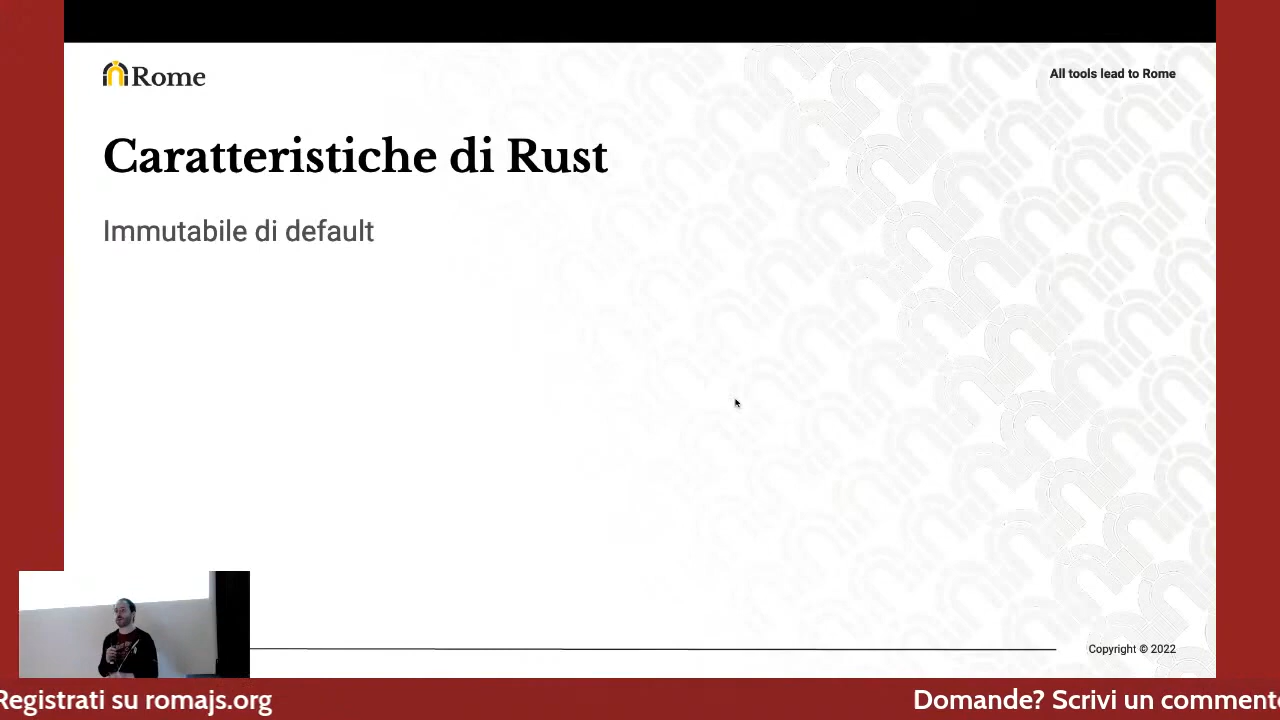 Rome
All tools lead to Rome
Caratteristiche di Rust
Immutabile di default
Copyright © 2022
Registrati su romajs.org
Domande? Scrivi un comment